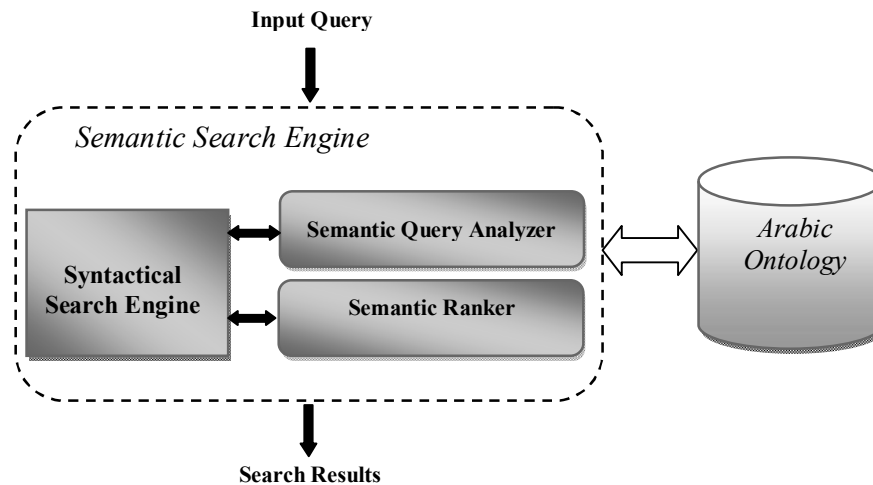 Input Query
Semantic Search Engine
Semantic Query Analyzer
Syntactical
Search Engine
Semantic Ranker
Arabic
Ontology
Search Results